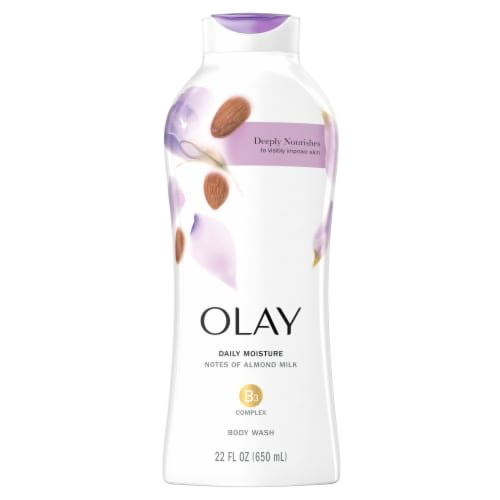 Deeply Nourishes
to visibly improve skin
OLAY
DAILY MOISTURE
NOTES OF ALMOND MILK
B3
COMPLEX
BODY WASH
22 FL OZ (650 mL)